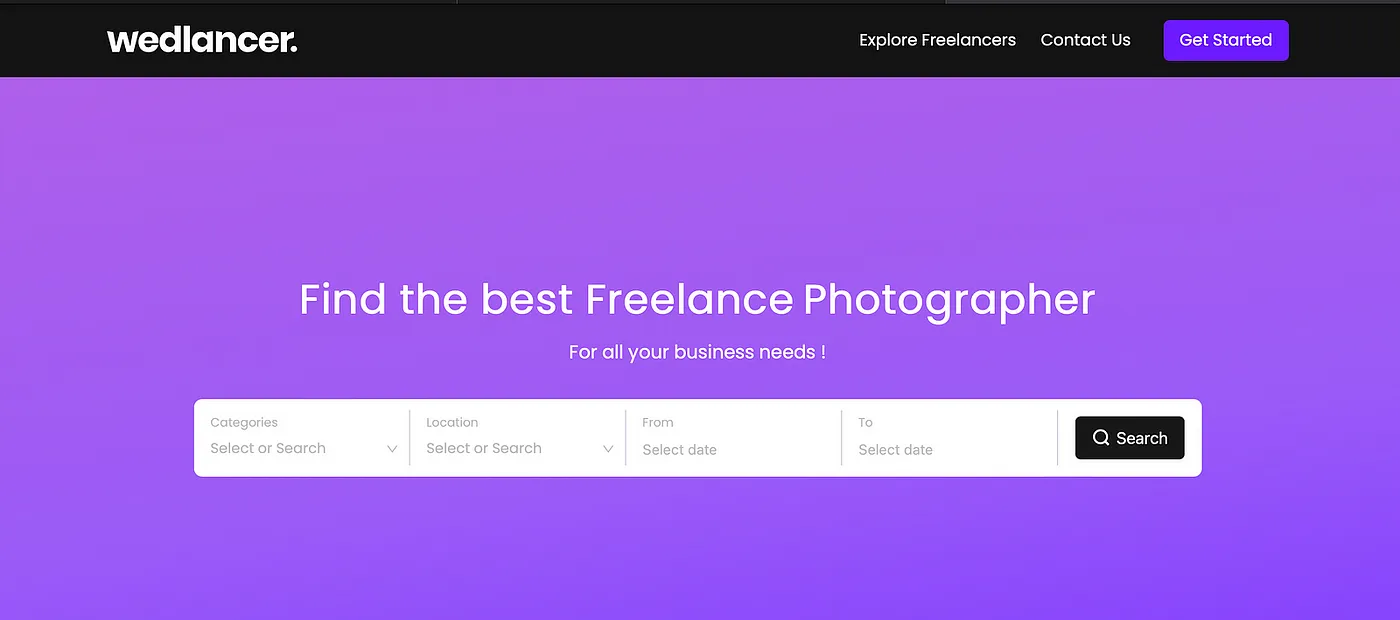 wedlancer.
Explore Freelancers Contact Us Get Started
Find the best Freelance Photographer
For all your business needs !
Categories Location From To
Select or Search Select or Search Select date Select date Search